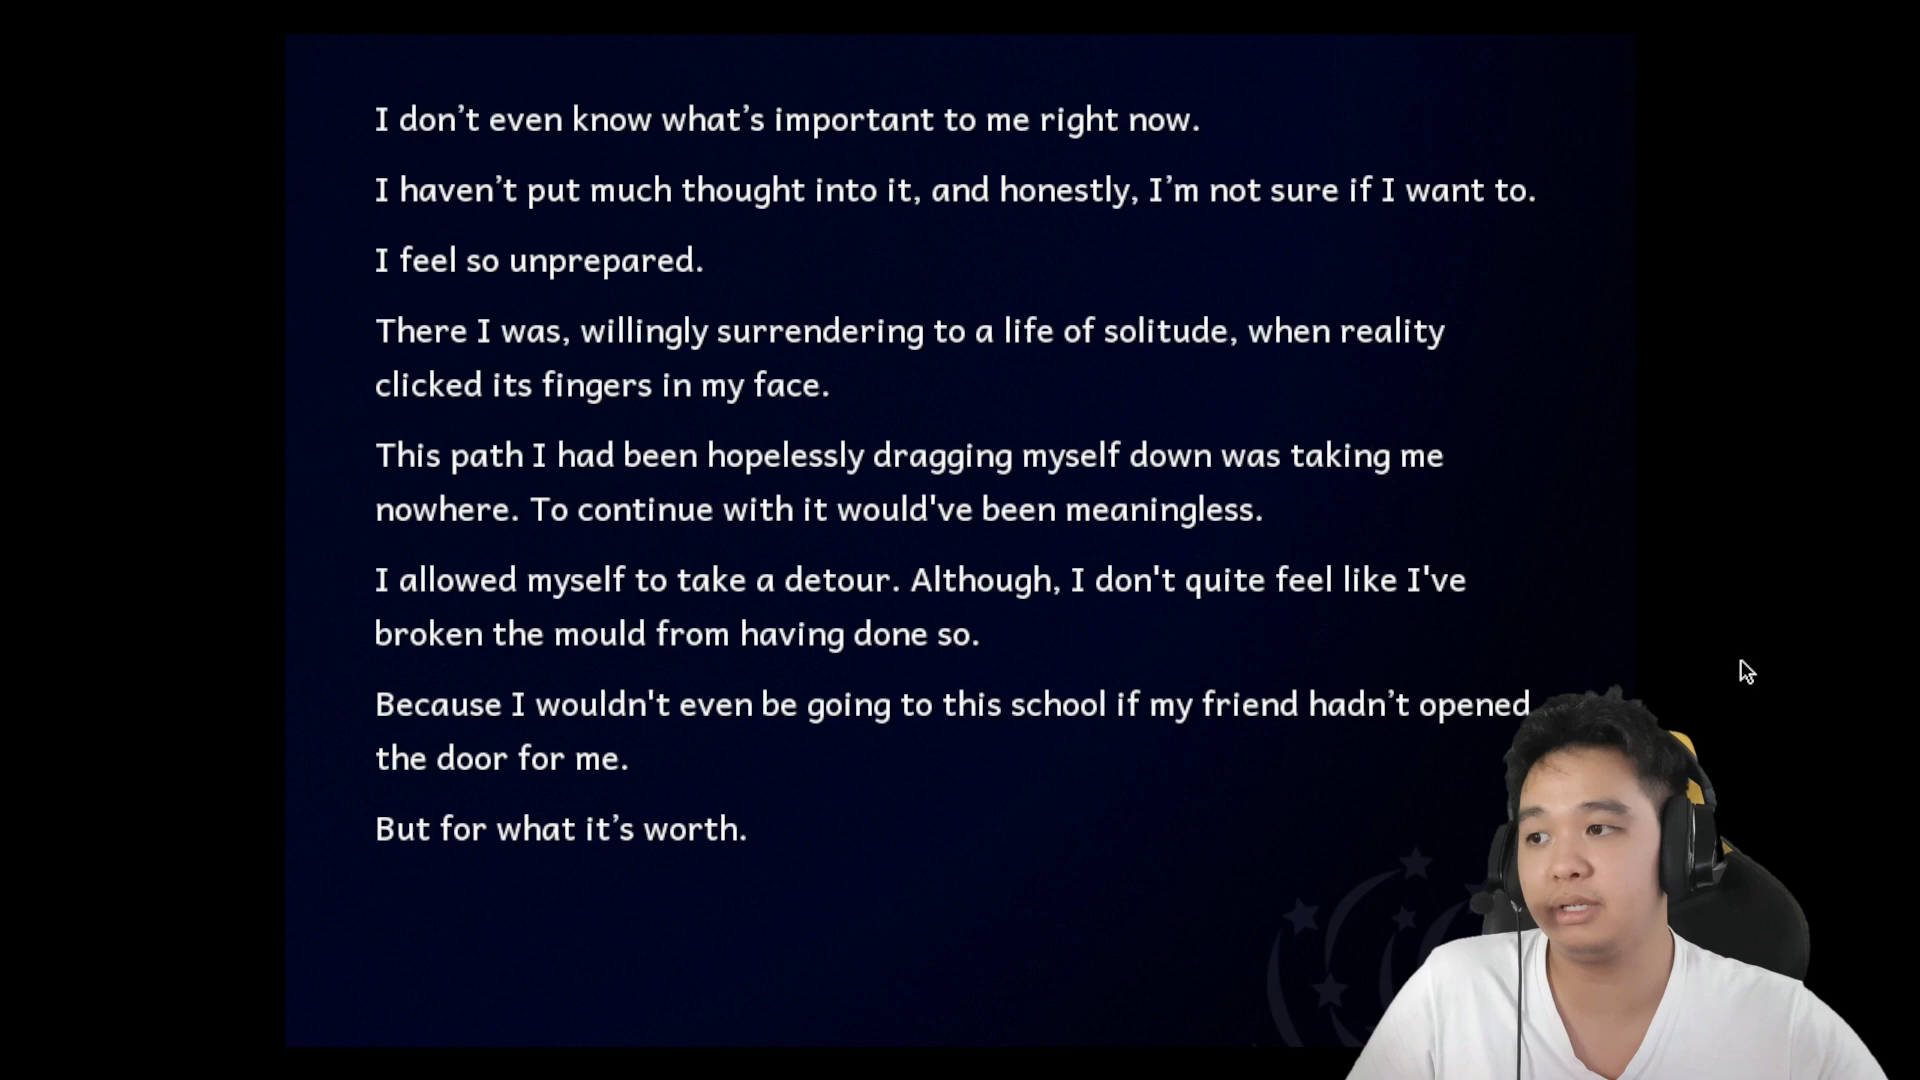 I don’t even know what’s important to me right now.
I haven’t put much thought into it, and honestly, I’m not sure if I want to.
I feel so unprepared.
There I was, willingly surrendering to a life of solitude, when reality
clicked its fingers in my face.
This path I had been hopelessly dragging myself down was taking me
nowhere. To continue with it would've been meaningless.
I allowed myself to take a detour. Although, I don't quite feel like I've
broken the mould from having done so.
Because I wouldn't even be going to this school if my friend hadn’t opened
the door for me.
But for what it’s worth.